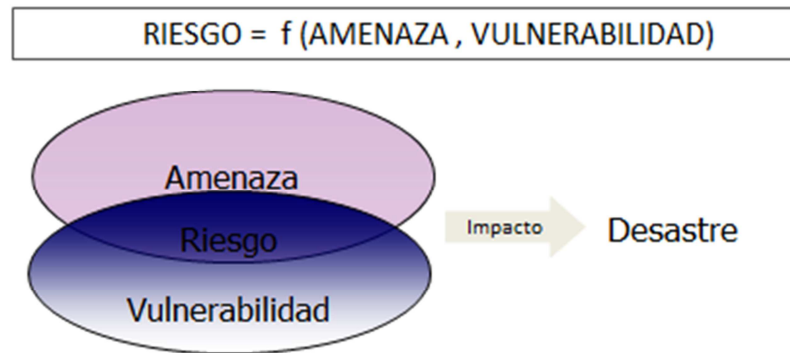 RIESGO = f (AMENAZA , VULNERABILIDAD)
Amenaza
Riesgo
Vulnerabilidad
Impacto
Desastre